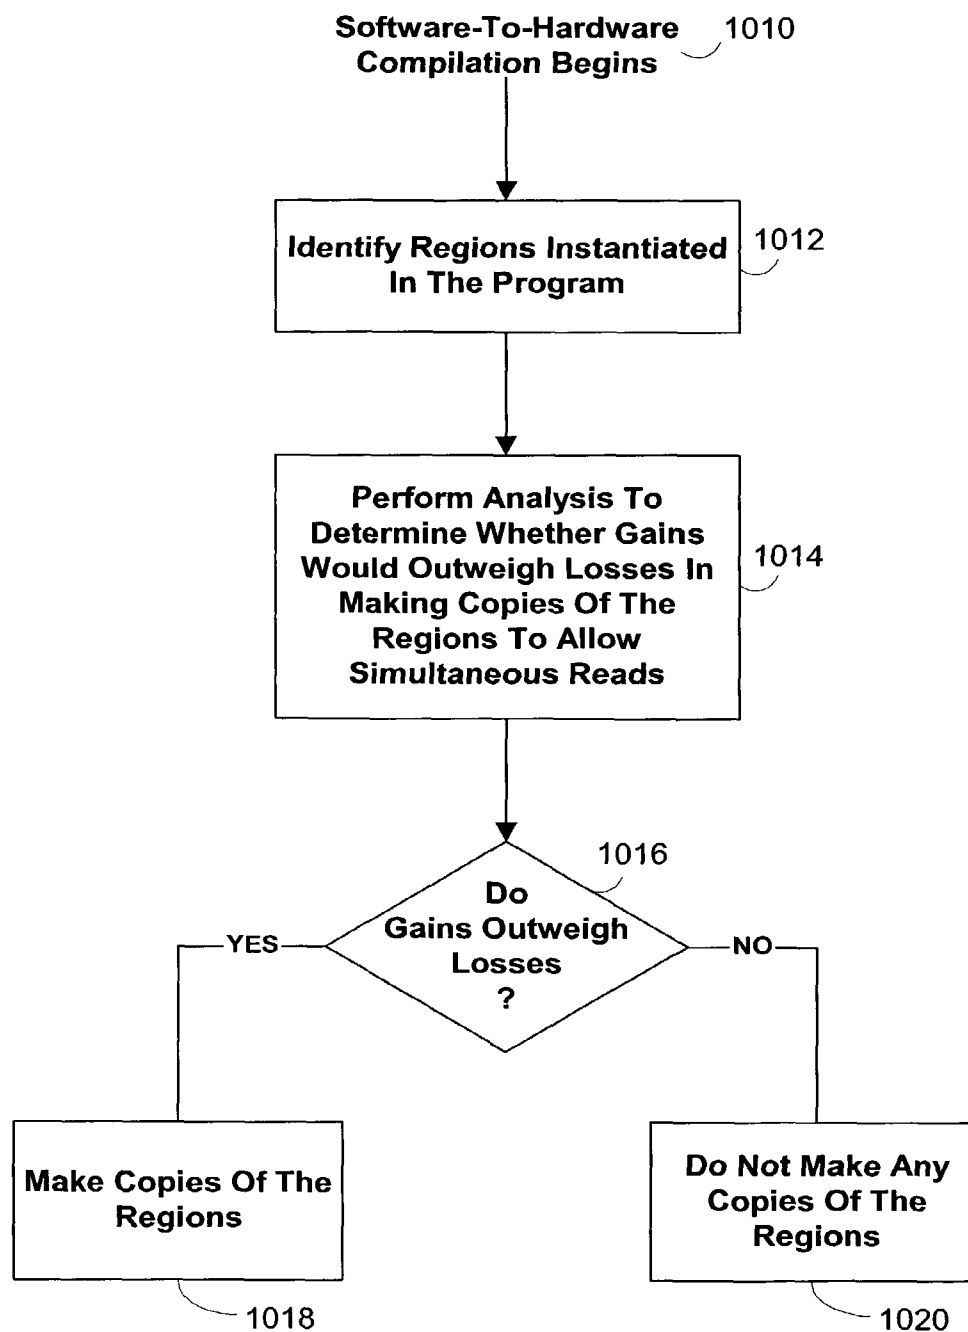 Software-To-Hardware
Compilation Begins
1010
Identify Regions Instantiated
In The Program
1012
Perform Analysis To
Determine Whether Gains
Would Outweigh Losses In
Making Copies Of The
Regions To Allow
Simultaneous Reads
1014
Do
Gains Outweigh
Losses
?
1016
YES
NO
Make Copies Of The
Regions
1018
Do Not Make Any
Copies Of The
Regions
1020